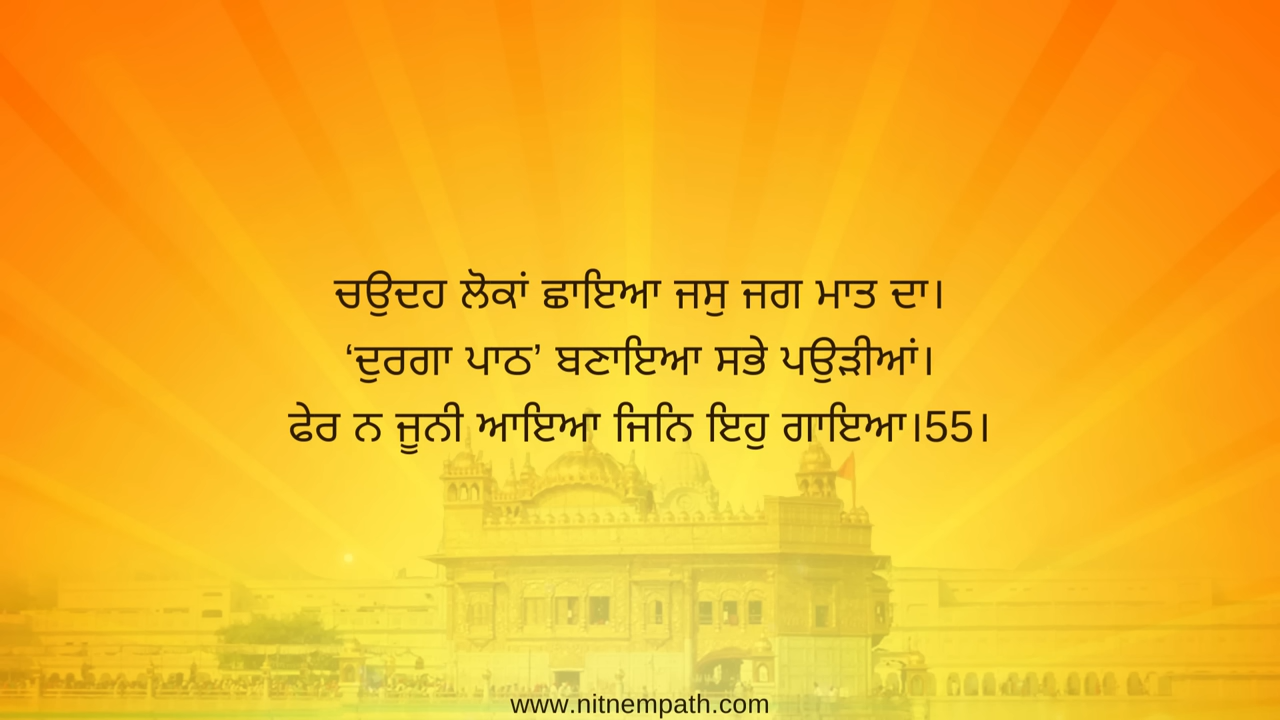 ਚਉਦਹ ਲੋਕਾਂ ਛਾਇਆ ਜਸੁ ਜਗ ਮਾਤ ਦਾ।
‘ਦੁਰਗਾ ਪਾਠ’ ਬਣਾਇਆ ਸਭੇ ਪਉੜੀਆਂ।
ਫੇਰ ਨ ਜੂਨੀ ਆਇਆ ਜਿਨਿ ਇਹੁ ਗਾਇਆ।55।
www.nitnempath.com